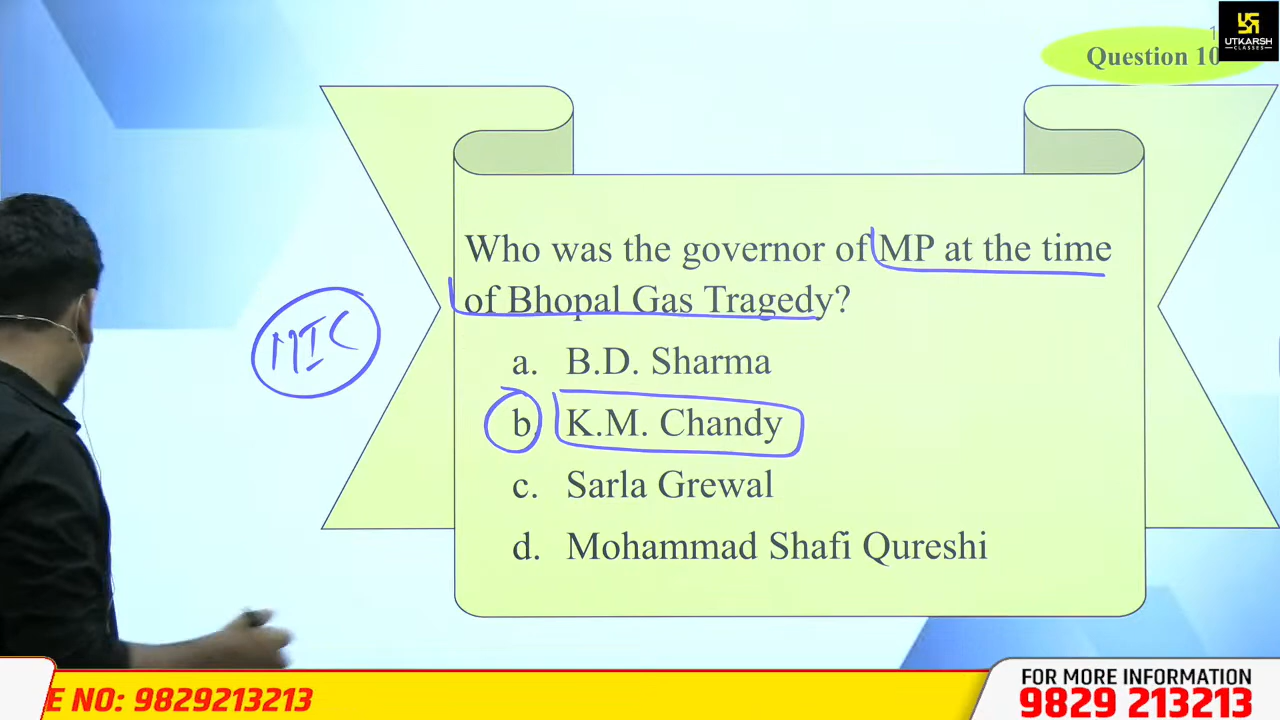 UTKARSH
CLASSES
Question 10
Who was the governor of MP at the time
of Bhopal Gas Tragedy?
MIC
a. B.D. Sharma
b. K.M. Chandy
c. Sarla Grewal
d. Mohammad Shafi Qureshi
E NO: 9829213213
FOR MORE INFORMATION
9829 213213